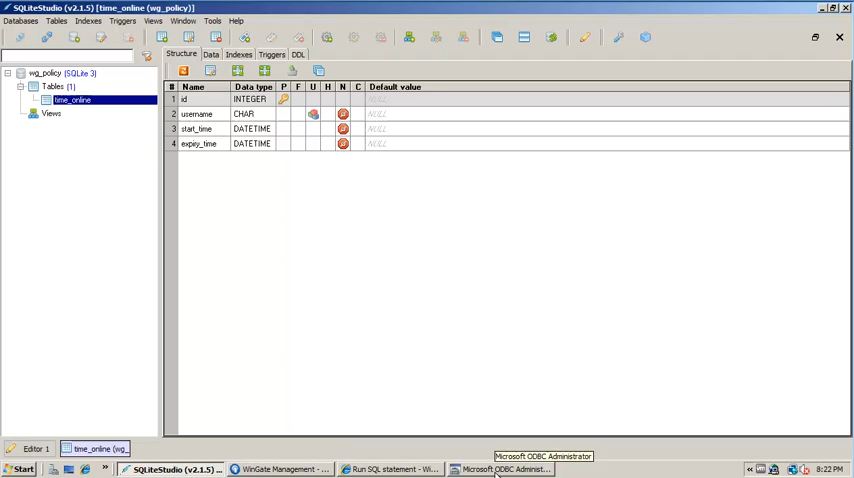 SQLiteStudio (v2.1.5) [time_online (wg_policy)]
Databases Tables Indexes Triggers Views Window Tools Help
Structure Data Indexes Triggers DDL
wg_policy (SQLite 3)
Tables (1)
time_online
Views
# Name Data type P F U H N C Default value
1 id INTEGER NULL
2 username CHAR NULL
3 start_time DATETIME NULL
4 expiry_time DATETIME NULL
Editor 1 time_online (wg_
Microsoft ODBC Administrator
Start » SQLiteStudio (v2.1.5) ... WinGate Management - ... Run SQL statement - Wi... Microsoft ODBC Administ... « 8:22 PM